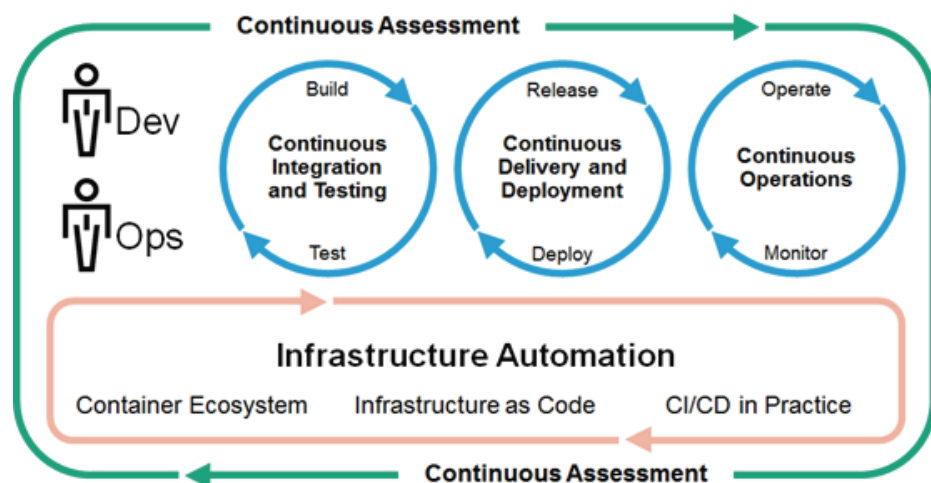 Continuous Assessment
Dev
Ops
Build
Continuous
Integration
and Testing
Test
Release
Continuous
Delivery and
Deployment
Deploy
Operate
Continuous
Operations
Monitor
Infrastructure Automation
Container Ecosystem
Infrastructure as Code
CI/CD in Practice
Continuous Assessment